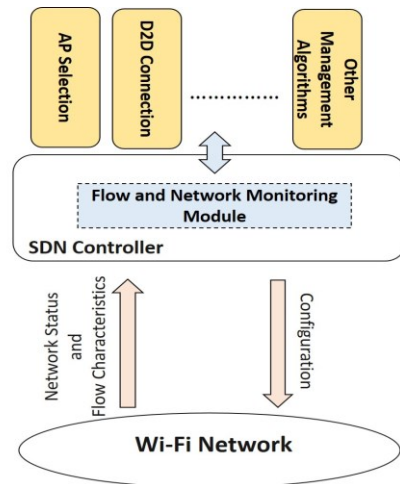 AP Selection
D2D Connection
....................
Other
Management
Algorithms
Flow and Network Monitoring
Module
SDN Controller
Network Status
and
Flow Characteristics
Configuration
Wi-Fi Network